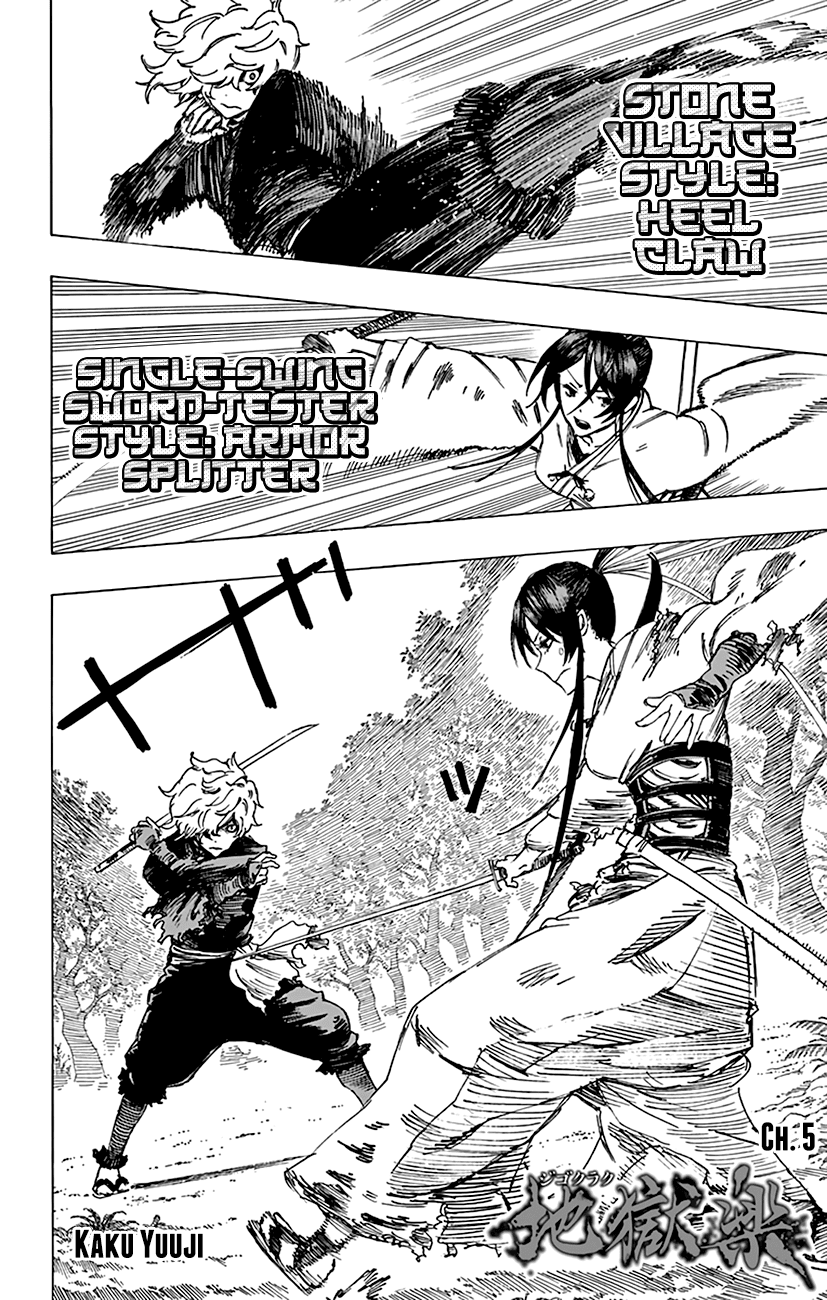 STONE
VILLAGE
STYLE:
HEEL
CLAW
SINGLE-SWING
SWORD-TESTER
STYLE: ARMOR
SPLITTER
CH. 5
ジゴクラク
地獄楽
KAKU YUUJI